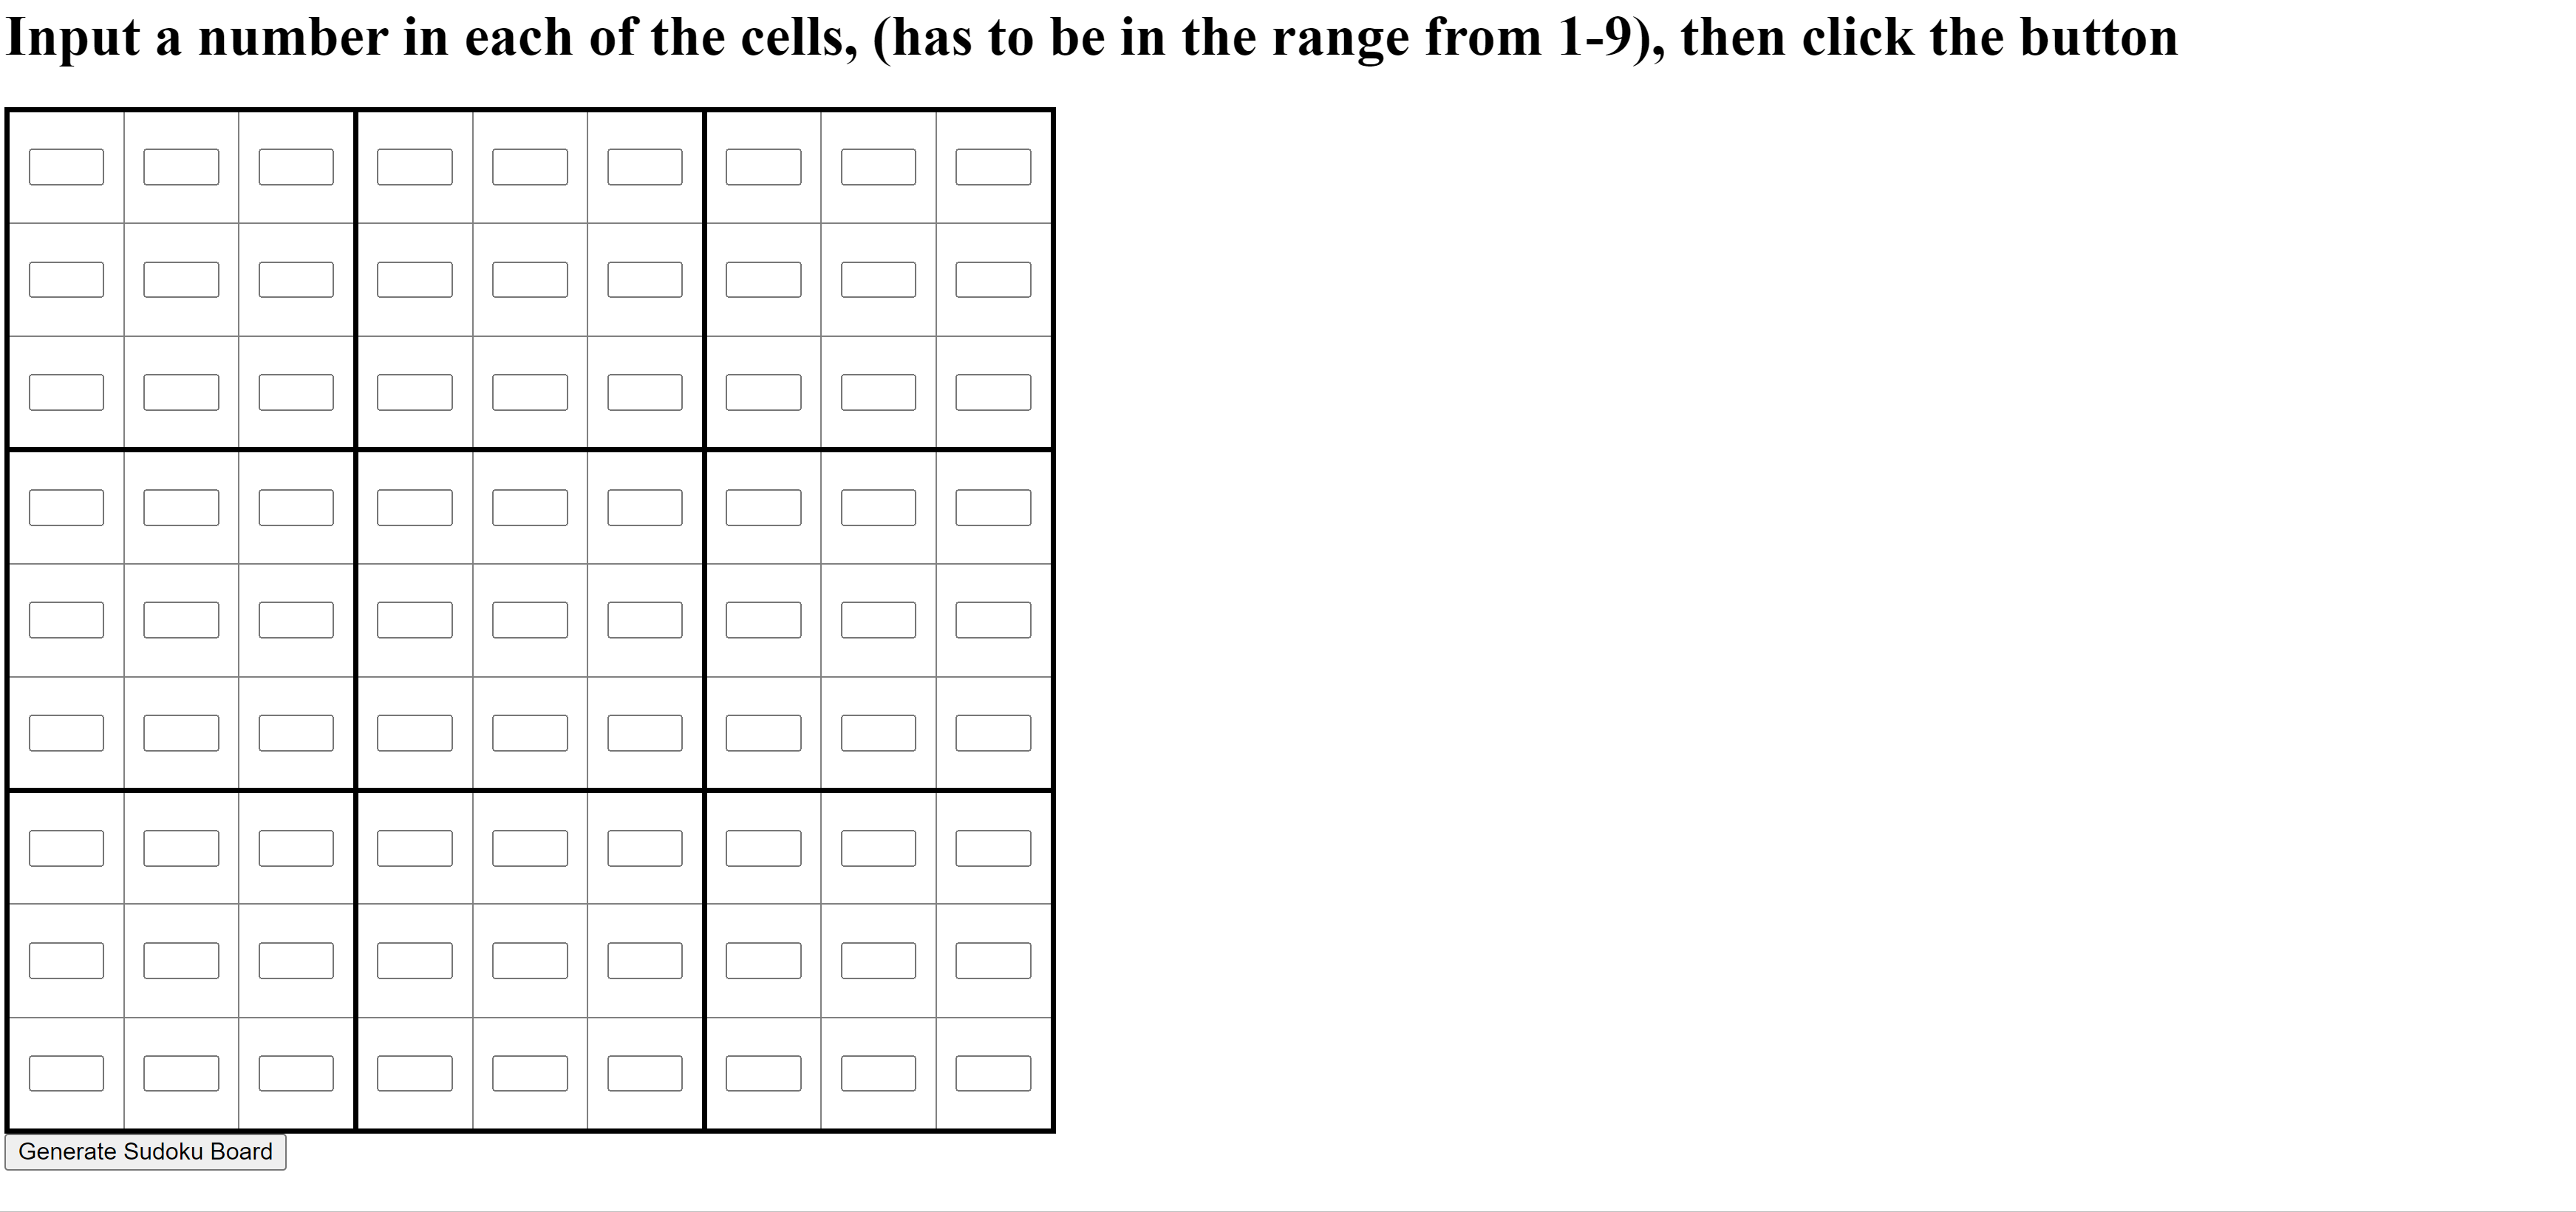 Input a number in each of the cells, (has to be in the range from 1-9), then click the button
Generate Sudoku Board